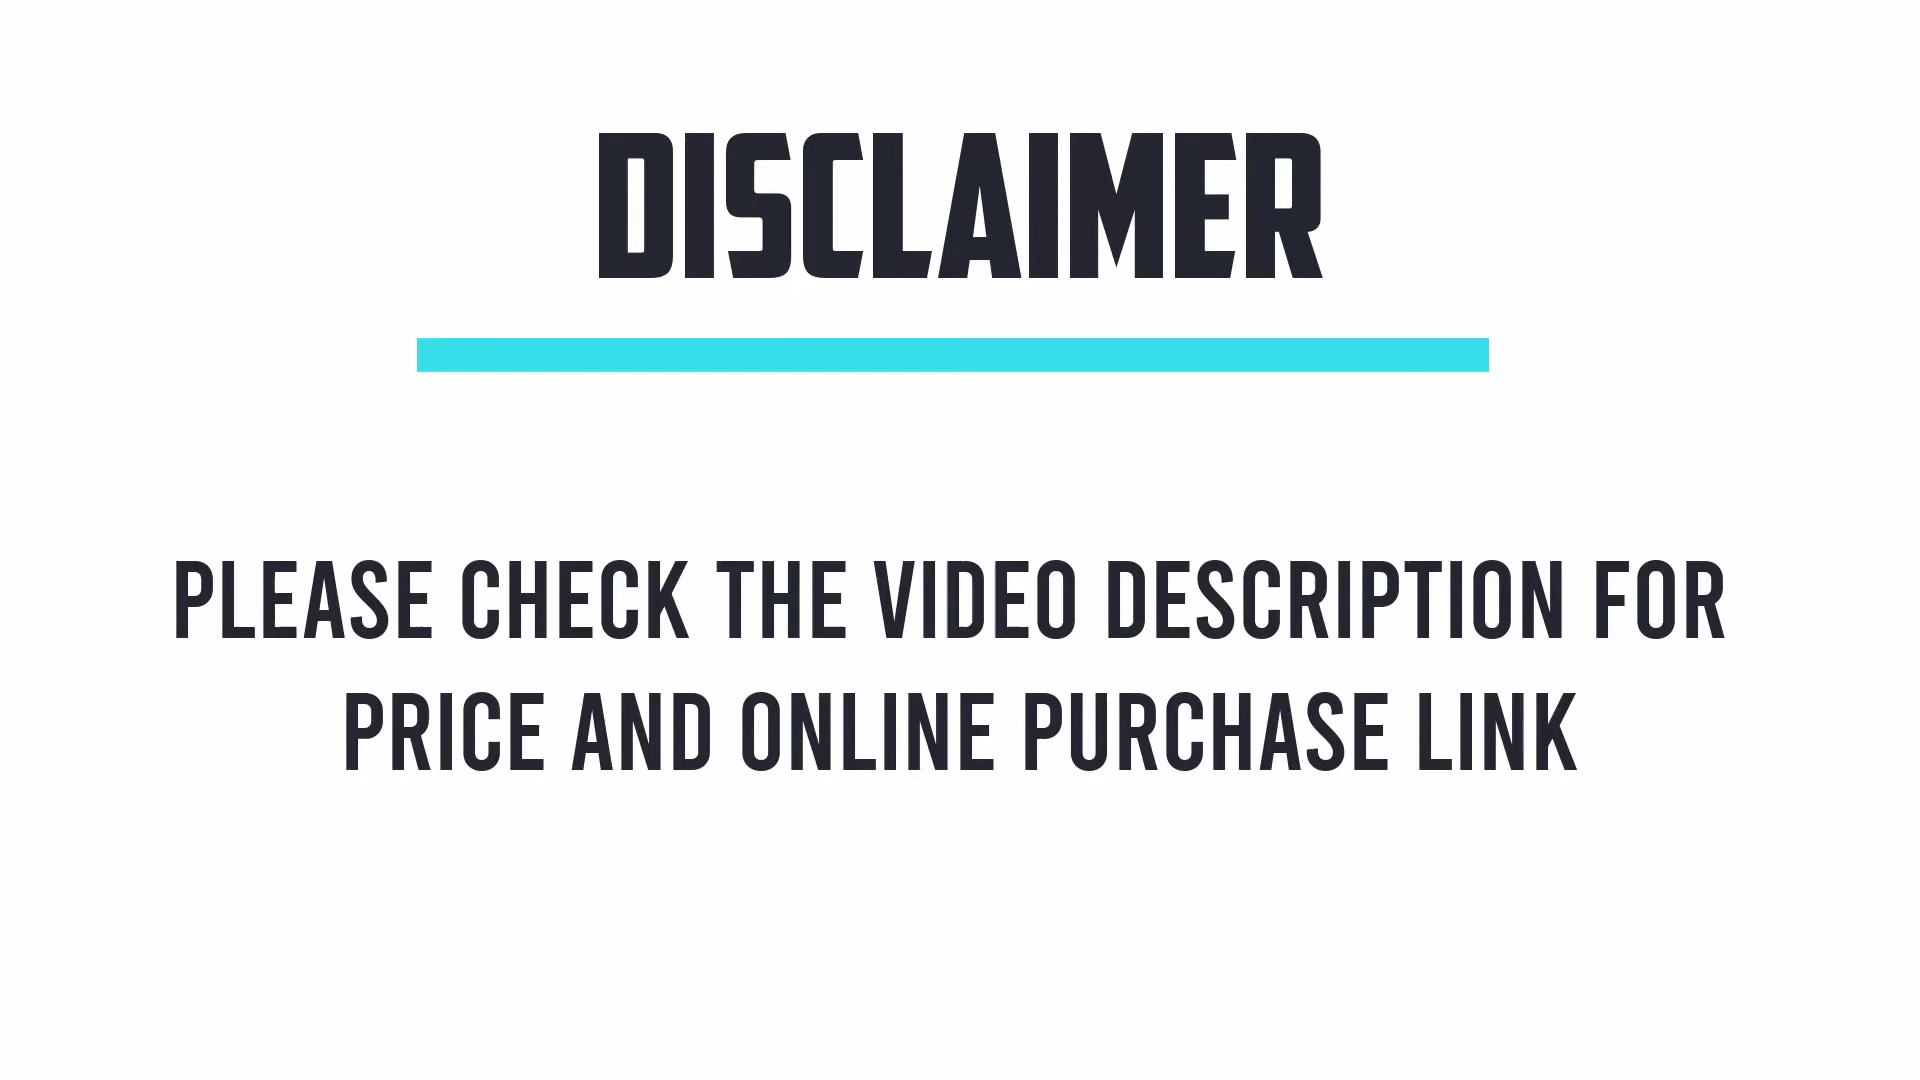 DISCLAIMER
PLEASE CHECK THE VIDEO DESCRIPTION FOR
PRICE AND ONLINE PURCHASE LINK